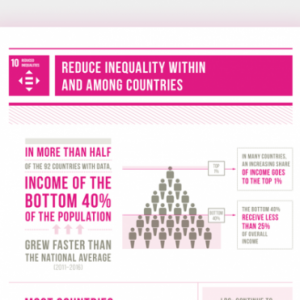 10 REDUCED
INEQUALITIES
REDUCE INEQUALITY WITHIN
AND AMONG COUNTRIES
IN MORE THAN HALF
OF THE 92 COUNTRIES WITH DATA,
INCOME OF THE
BOTTOM 40%
OF THE POPULATION
GREW FASTER THAN
THE NATIONAL AVERAGE
(2011-2016)
TOP
1%
BOTTOM
40%
IN MANY COUNTRIES,
AN INCREASING SHARE
OF INCOME GOES
TO THE TOP 1%
THE BOTTOM 40%
RECEIVE LESS
THAN 25%
OF OVERALL
INCOME
MOST COUNTRIES